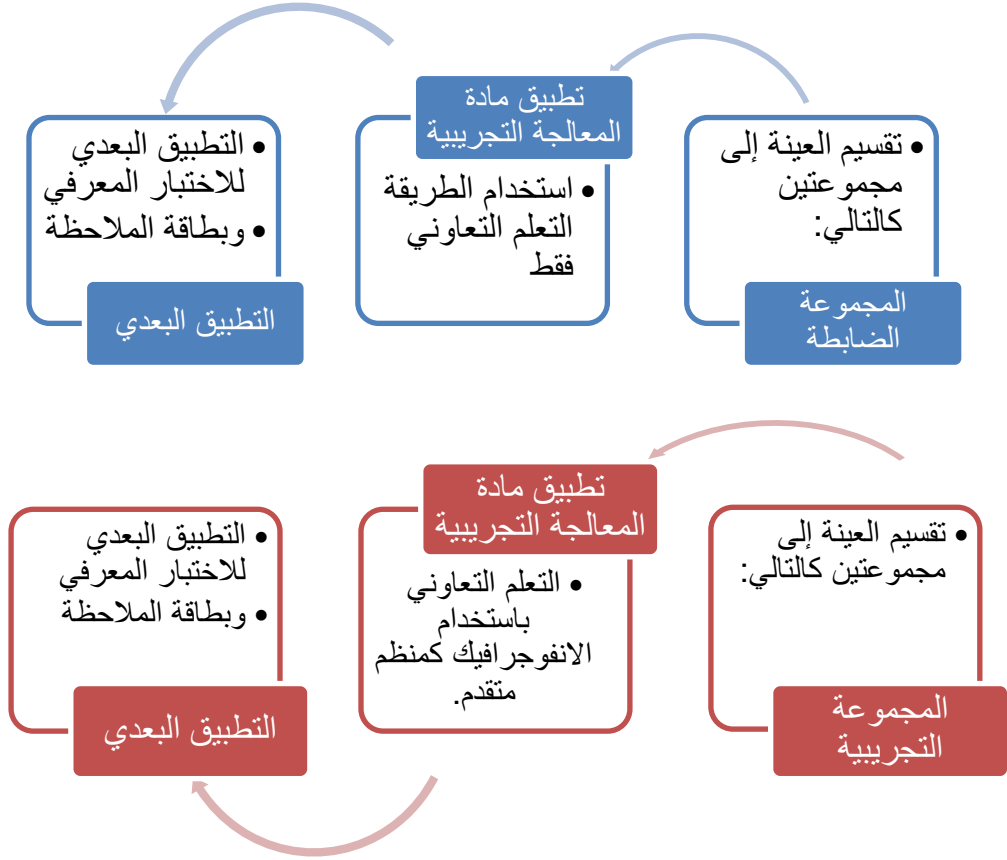 • تقسيم العينة إلى
مجموعتين
كالتالي:
المجموعة
الضابطة
تطبيق مادة
المعالجة التجريبية
• استخدام الطريقة
التعلم التعاوني
فقط
• التطبيق البعدي
للاختبار المعرفي
• وبطاقة الملاحظة
التطبيق البعدي
• تقسيم العينة إلى
مجموعتين كالتالي:
المجموعة
التجريبية
تطبيق مادة
المعالجة التجريبية
• التعلم التعاوني
باستخدام
الانفوجرافيك كمنظم
متقدم.
• التطبيق البعدي
للاختبار المعرفي
• وبطاقة الملاحظة
التطبيق البعدي